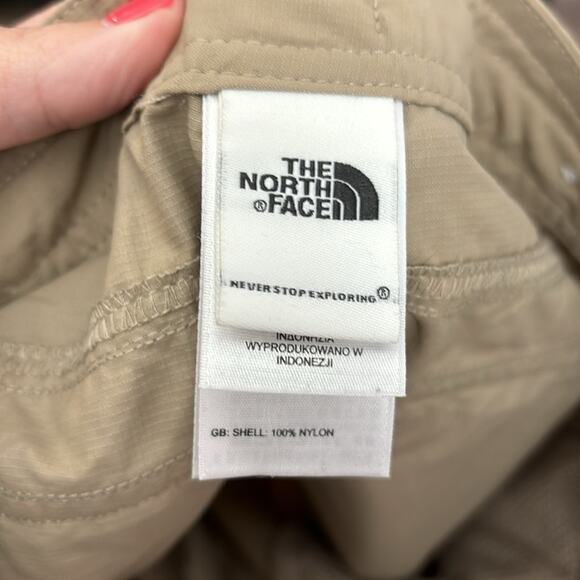 THE
NORTH
®FACE
NEVER STOP EXPLORING®
WYPRODUKOWANO W
INDONEZJI
GB: SHELL: 100% NYLON